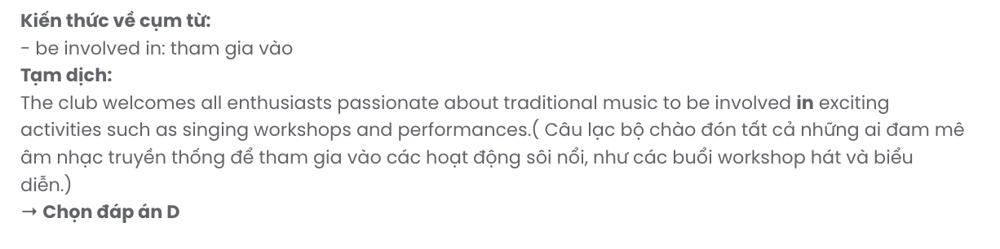 Kiến thức về cụm từ:
- be involved in: tham gia vào
Tạm dịch:
The club welcomes all enthusiasts passionate about traditional music to be involved in exciting
activities such as singing workshops and performances.( Câu lạc bộ chào đón tất cả những ai đam mê
âm nhạc truyền thống để tham gia vào các hoạt động sôi nổi, như các buổi workshop hát và biểu
diễn.)
→ Chọn đáp án D